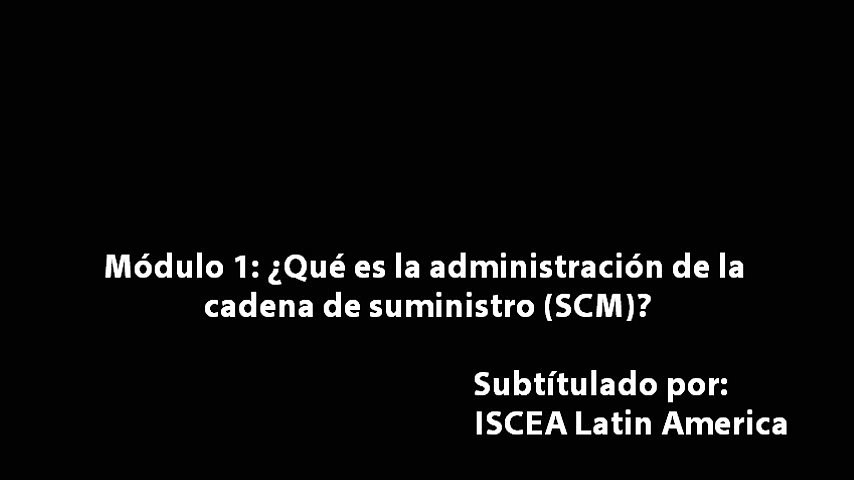 Módulo 1: ¿Qué es la administración de la
cadena de suministro (SCM)?
Subtítulado por:
ISCEA Latin America